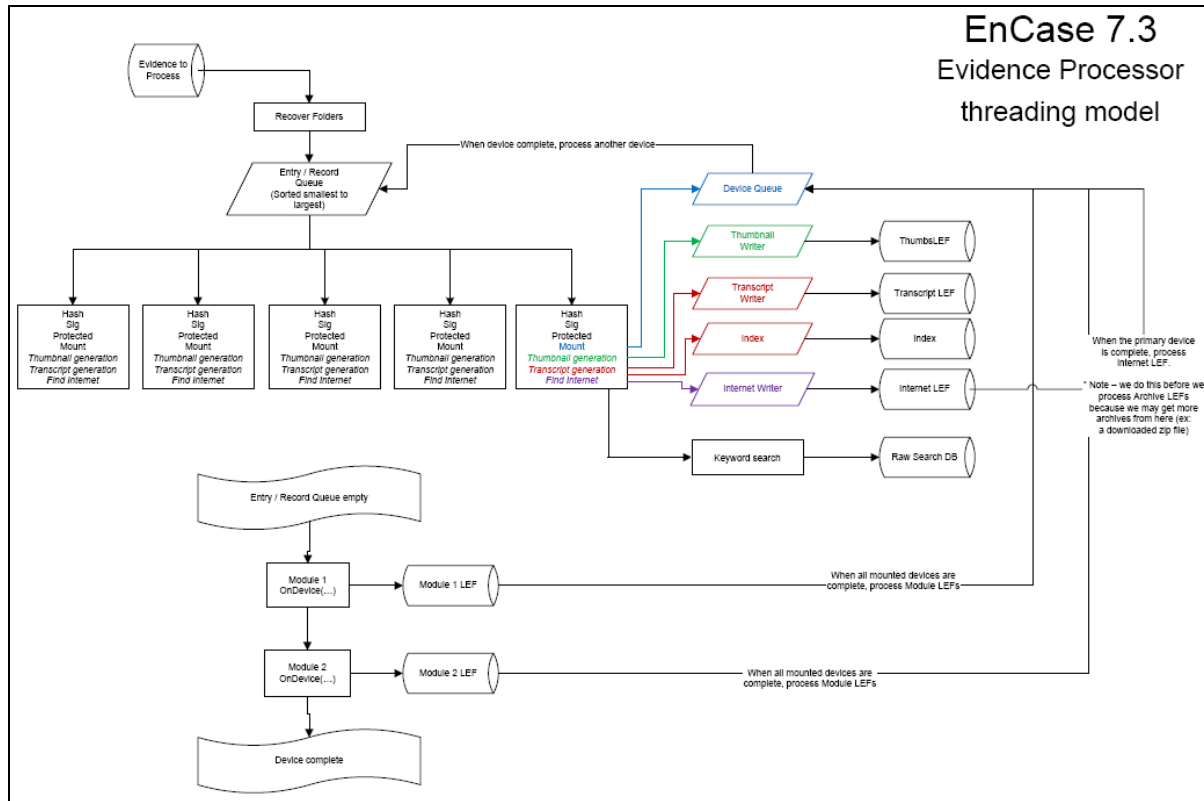 EnCase 7.3
Evidence Processor
threading model
Evidence to
Process
Recover Folders
When device complete, process another device
Entry / Record
Queue
(Sorted smallest to
largest)
Device Queue
Thumbnail
Writer
ThumbsLEF
Transcript
Writer
Transcript LEF
Index
Index
Internet Writer
Internet LEF
Keyword search
Raw Search DB
Hash
Sig
Protected
Mount
Thumbnail generation
Transcript generation
Find Internet
Hash
Sig
Protected
Mount
Thumbnail generation
Transcript generation
Find Internet
Hash
Sig
Protected
Mount
Thumbnail generation
Transcript generation
Find Internet
Hash
Sig
Protected
Mount
Thumbnail generation
Transcript generation
Find Internet
Hash
Sig
Protected
Mount
Thumbnail generation
Transcript generation
Find Internet
When the primary device
is complete, process
Internet LEF.
* Note – we do this before we
process Archive LEFs
because we may get more
archives from here (ex:
a downloaded zip file)
Entry / Record Queue empty
Module 1
OnDevice(…)
Module 1 LEF
When all mounted devices are
complete, process Module LEFs
Module 2
OnDevice(…)
Module 2 LEF
When all mounted devices are
complete, process Module LEFs
Device complete